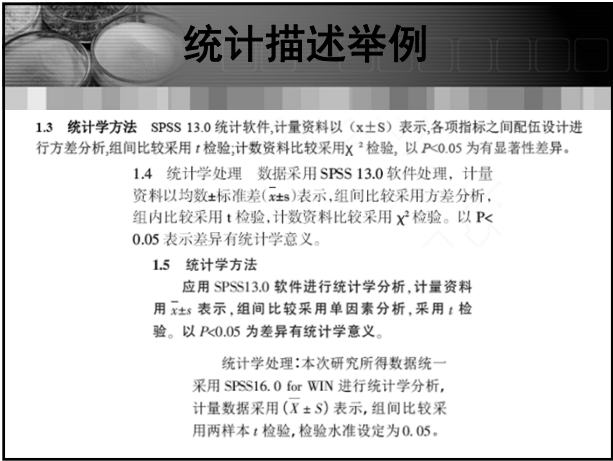 统计描述举例
1.3 统计学方法 SPSS 13.0 统计软件,计量资料以（x±S）表示,各项指标之间配伍设计进
行方差分析,组间比较采用 t 检验;计数资料比较采用χ ²检验, 以 P<0.05 为有显著性差异。
1.4 统计学处理 数据采用 SPSS 13.0 软件处理，计量
资料以均数±标准差(x̄±s)表示,组间比较采用方差分析，
组内比较采用 t 检验,计数资料比较采用 χ²检验。以 P<
0.05 表示差异有统计学意义。
1.5 统计学方法
应用 SPSS13.0 软件进行统计学分析,计量资料
用 x̄±s 表示,组间比较采用单因素分析,采用 t 检
验。以 P<0.05 为差异有统计学意义。
统计学处理:本次研究所得数据统一
采用 SPSS16.0 for WIN 进行统计学分析,
计量数据采用 (X̄ ± S) 表示, 组间比较采
用两样本 t 检验, 检验水准设定为0.05。